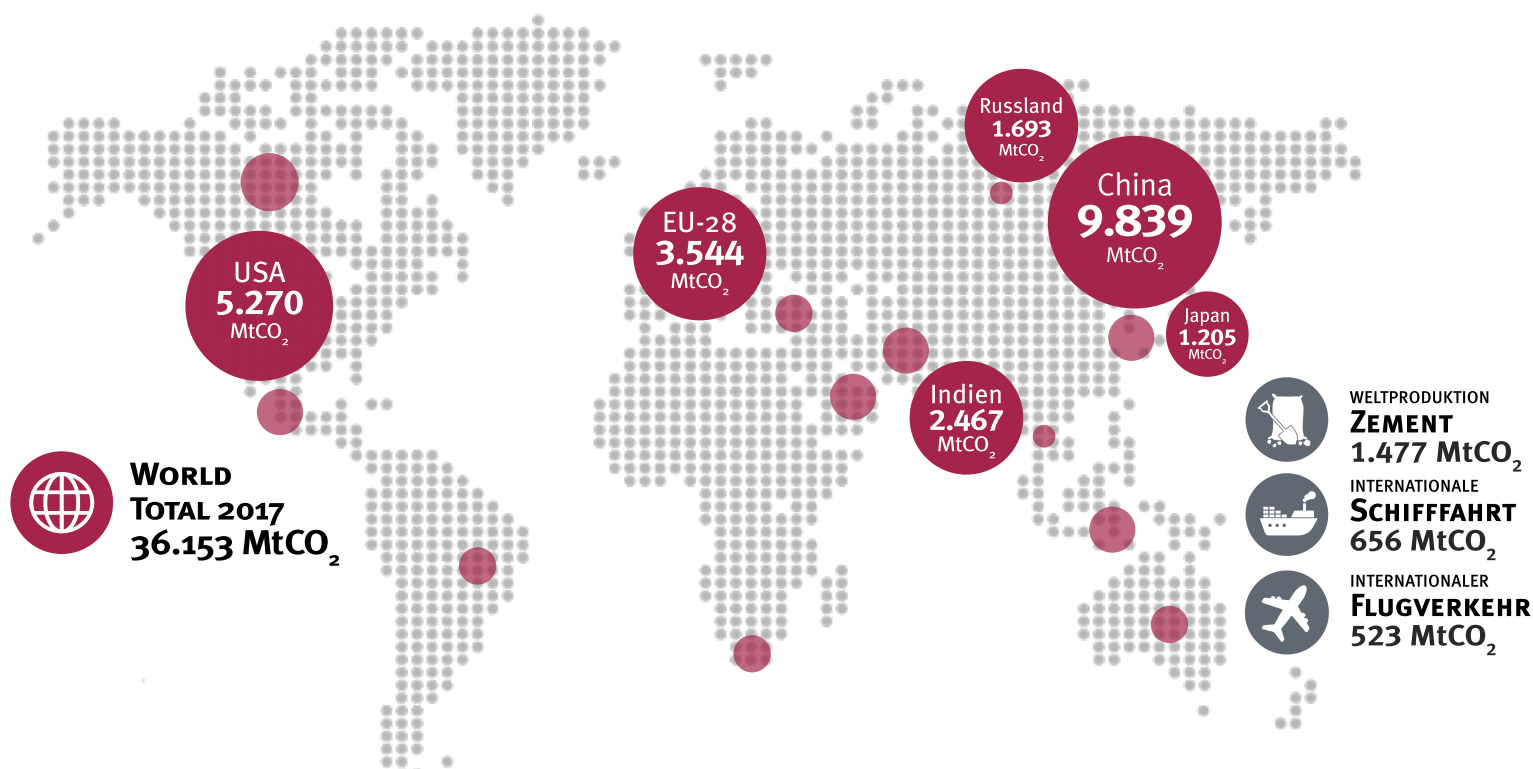 Russland
1.693
MtCO₂
China
9.839
MtCO₂
EU-28
3.544
MtCO₂
USA
5.270
MtCO₂
Japan
1.205
MtCO₂
Indien
2.467
MtCO₂
World
Total 2017
36.153 MtCO₂
WELTPRODUKTION
Zement
1.477 MtCO₂
INTERNATIONALE
Schifffahrt
656 MtCO₂
INTERNATIONALER
Flugverkehr
523 MtCO₂